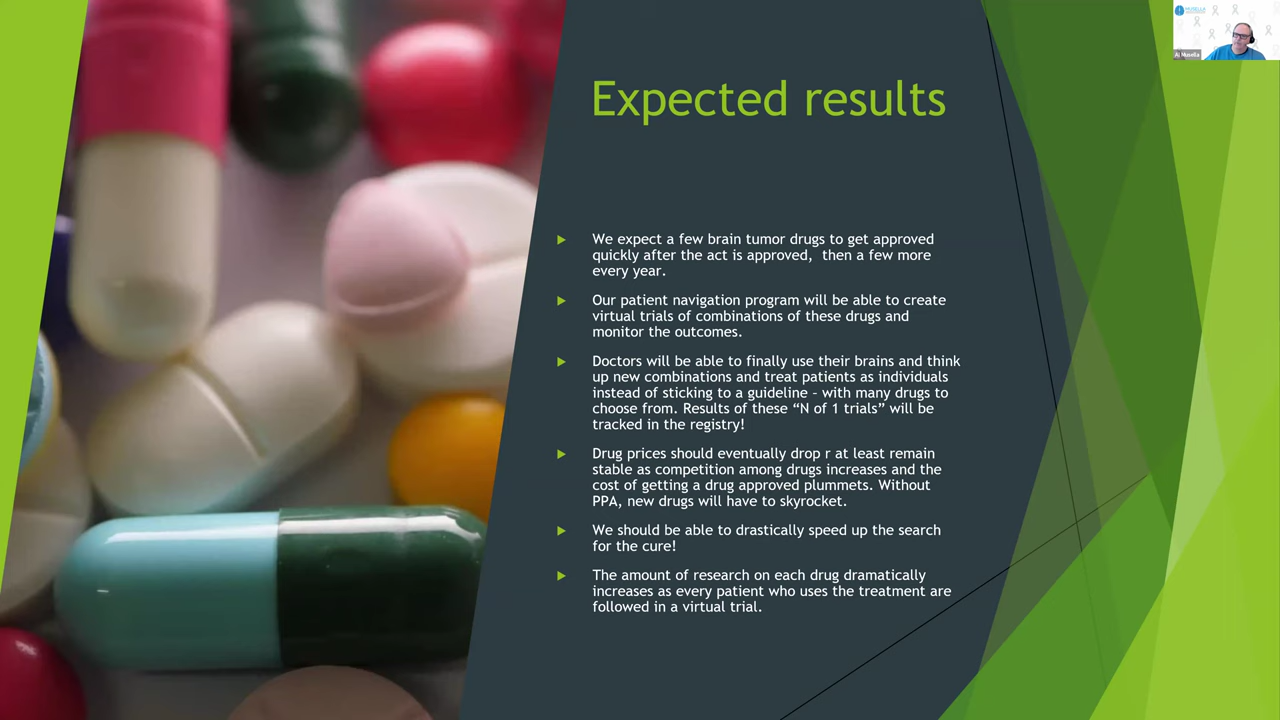 Expected results
We expect a few brain tumor drugs to get approved
quickly after the act is approved,  then a few more
every year.
Our patient navigation program will be able to create
virtual trials of combinations of these drugs and
monitor the outcomes.
Doctors will be able to finally use their brains and think
up new combinations and treat patients as individuals
instead of sticking to a guideline – with many drugs to
choose from. Results of these “N of 1 trials” will be
tracked in the registry!
Drug prices should eventually drop r at least remain
stable as competition among drugs increases and the
cost of getting a drug approved plummets. Without
PPA, new drugs will have to skyrocket.
We should be able to drastically speed up the search
for the cure!
The amount of research on each drug dramatically
increases as every patient who uses the treatment are
followed in a virtual trial.
MUSELLA
Al Musella